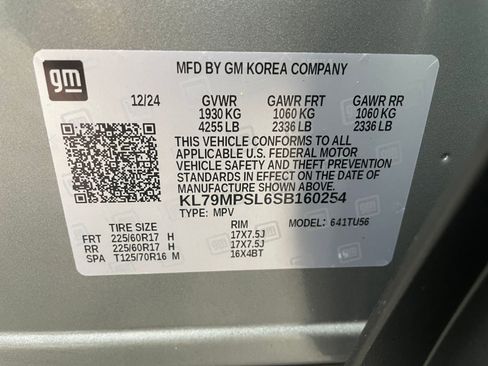 gm
MFD BY GM KOREA COMPANY
12/24 GVWR GAWR FRT GAWR RR
1930 KG 1060 KG 1060 KG
4255 LB 2336 LB 2336 LB
THIS VEHICLE CONFORMS TO ALL
APPLICABLE U.S. FEDERAL MOTOR
VEHICLE SAFETY AND THEFT PREVENTION
STANDARDS IN EFFECT ON THE DATE OF
MANUFACTURE SHOWN ABOVE.
KL79MPSL6SB160254
TYPE: MPV MODEL: 641TU56
TIRE SIZE RIM
FRT 225/60R17 H 17X7.5J
RR 225/60R17 H 17X7.5J
SPA T125/70R16 M 16X4BT